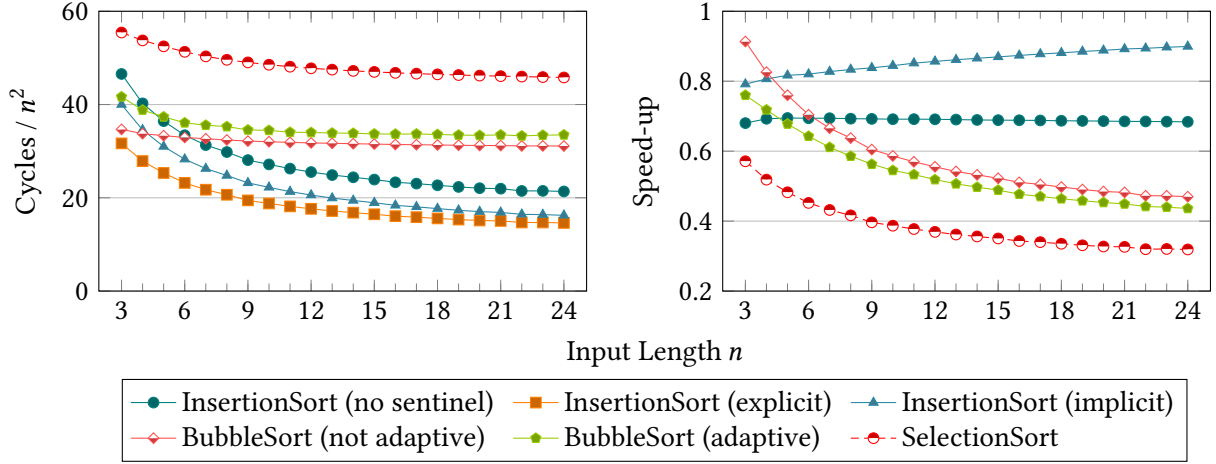 Cycles / n²
60
40
20
0
3 6 9 12 15 18 21 24
Speed-up
1
0.8
0.6
0.4
0.2
3 6 9 12 15 18 21 24
Input Length n
InsertionSort (no sentinel) InsertionSort (explicit) InsertionSort (implicit)
BubbleSort (not adaptive) BubbleSort (adaptive) SelectionSort